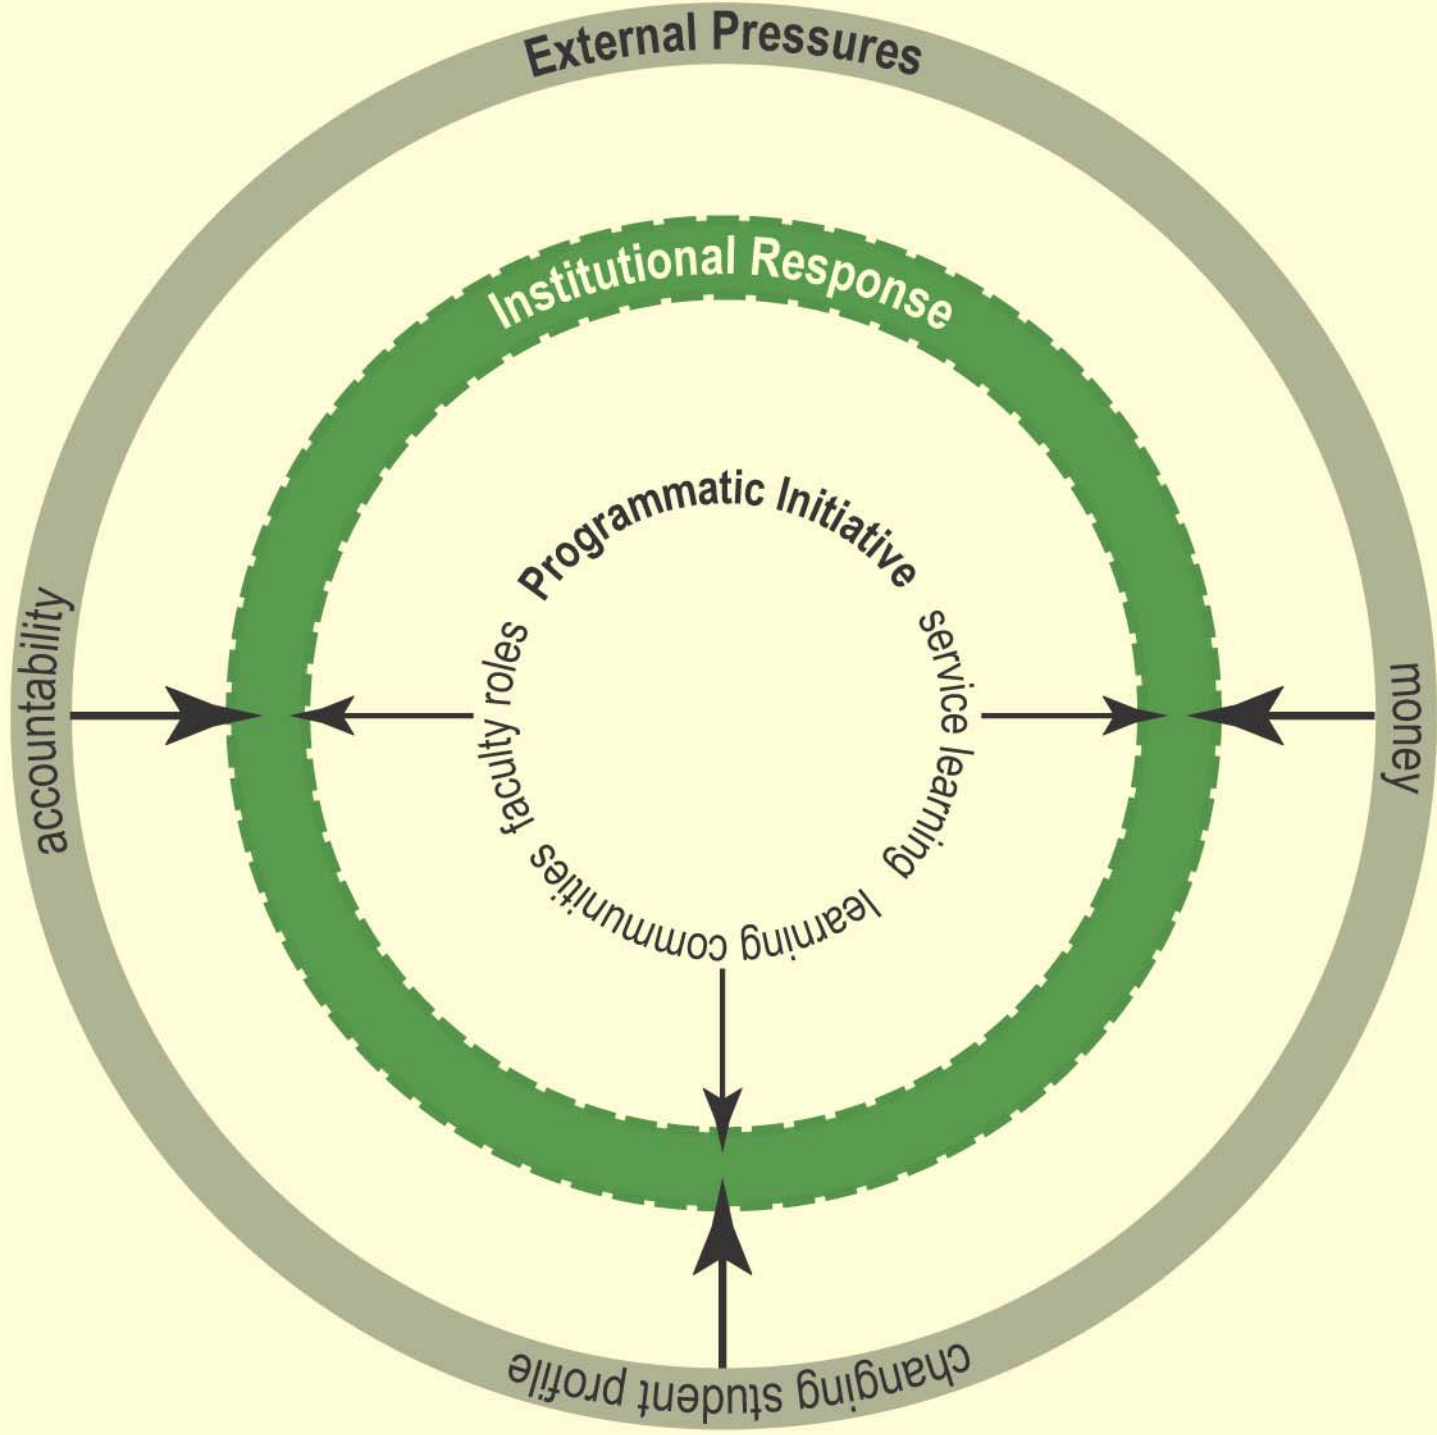 External Pressures
money
changing student profile
accountability
Institutional Response
Programmatic Initiative
service learning
learning communities
faculty roles